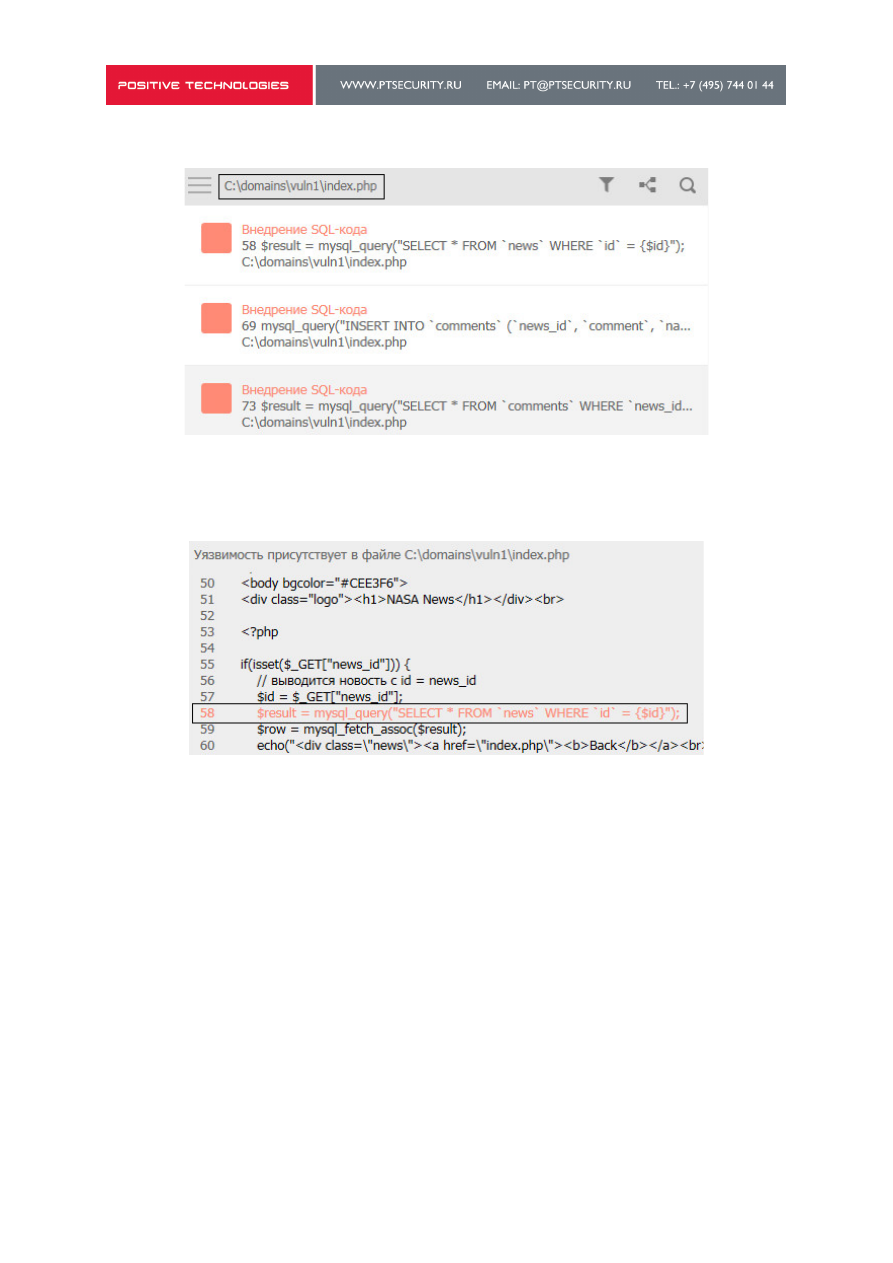 POSITIVE TECHNOLOGIES WWW.PTSECURITY.RU EMAIL: PT@PTSECURITY.RU TEL.: +7 (495) 744 01 44
C:\domains\vuln1\index.php
Внедрение SQL-кода
58 $result = mysql_query("SELECT * FROM `news` WHERE `id` = {$id}");
C:\domains\vuln1\index.php
Внедрение SQL-кода
69 mysql_query("INSERT INTO `comments` (`news_id`, `comment`, `na...
C:\domains\vuln1\index.php
Внедрение SQL-кода
73 $result = mysql_query("SELECT * FROM `comments` WHERE `news_id...
C:\domains\vuln1\index.php
Уязвимость присутствует в файле C:\domains\vuln1\index.php
50 <body bgcolor="#CEE3F6">
51 <div class="logo"><h1>NASA News</h1></div><br>
52
53 <?php
54
55 if(isset($_GET["news_id"])) {
56 // выводится новость с id = news_id
57 $id = $_GET["news_id"];
58 $result = mysql_query("SELECT * FROM `news` WHERE `id` = {$id}");
59 $row = mysql_fetch_assoc($result);
60 echo("<div class=\"news\"><a href=\"index.php\"><b>Back</b></a><br>